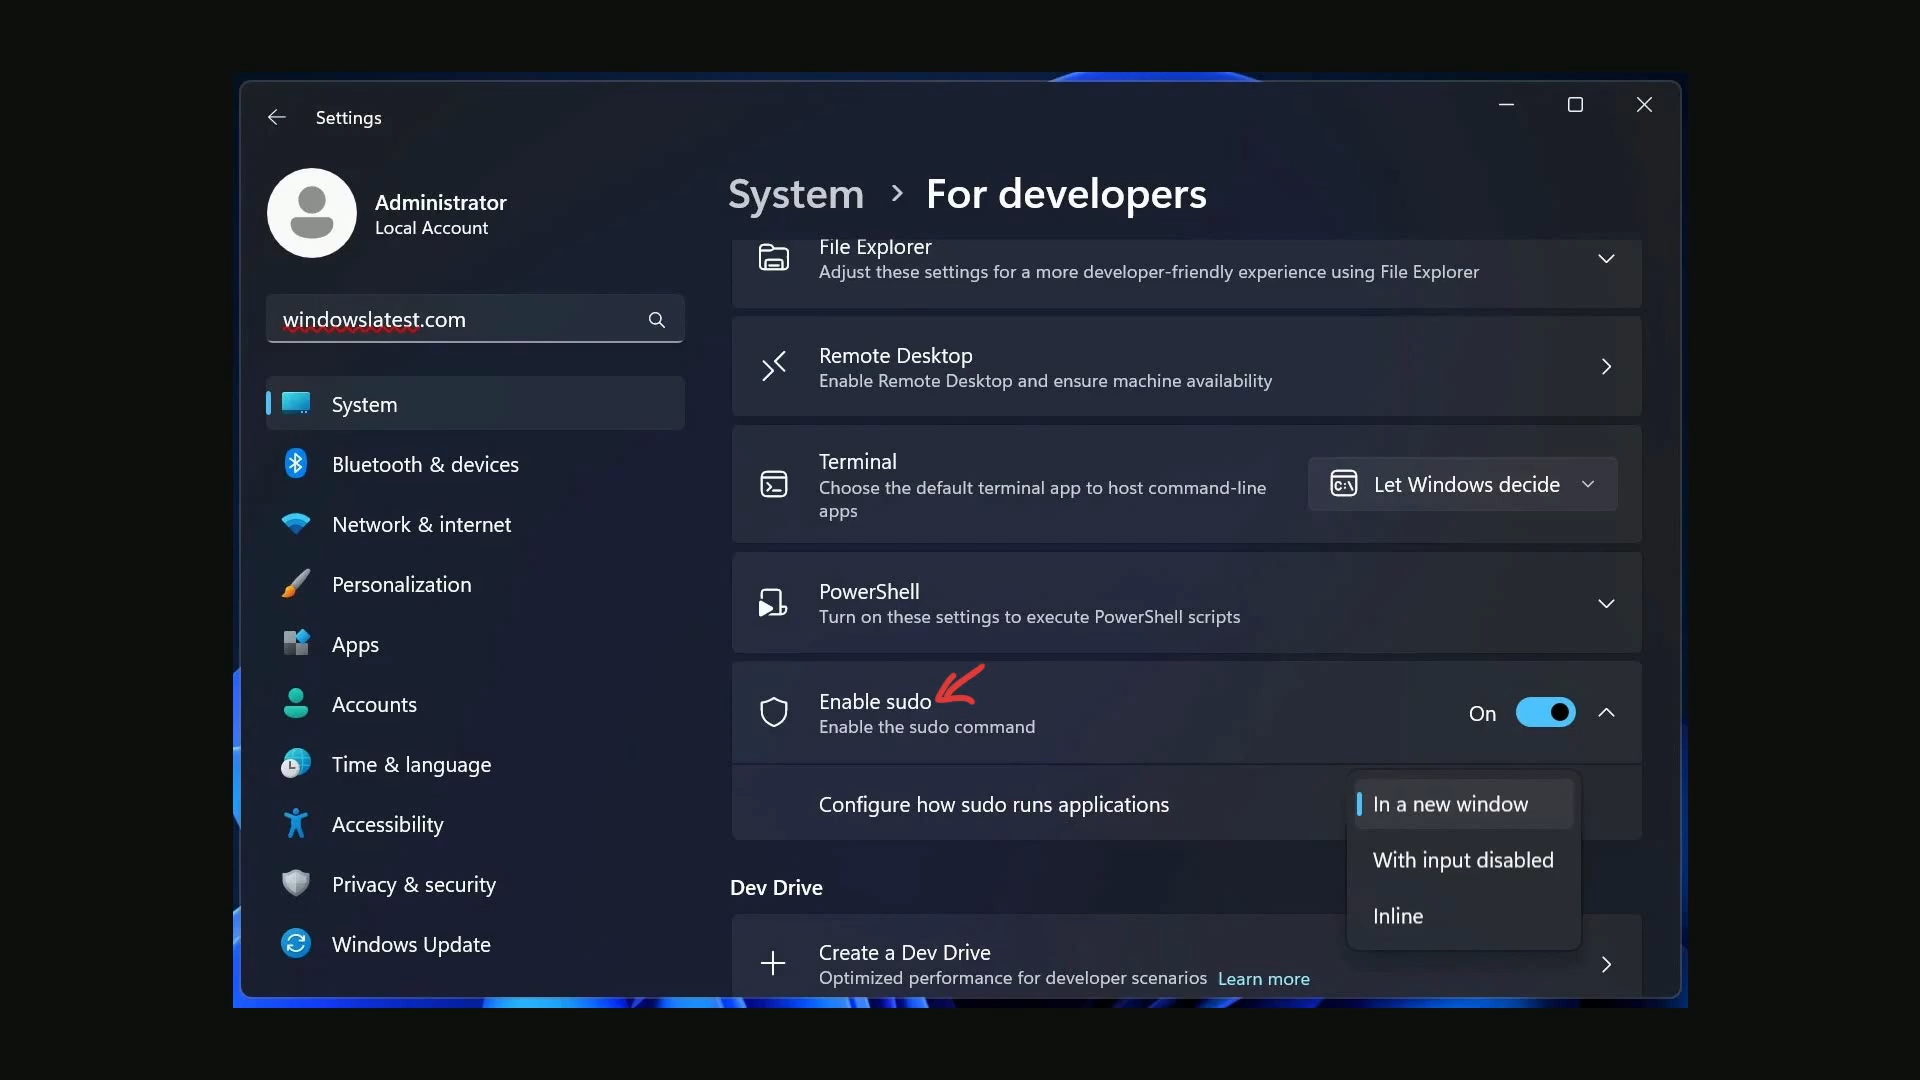 Settings
Administrator
Local Account
windowslatest.com
System
Bluetooth & devices
Network & internet
Personalization
Apps
Accounts
Time & language
Accessibility
Privacy & security
Windows Update
System > For developers
File Explorer
Adjust these settings for a more developer-friendly experience using File Explorer
Remote Desktop
Enable Remote Desktop and ensure machine availability
Terminal
Choose the default terminal app to host command-line
apps
Let Windows decide
PowerShell
Turn on these settings to execute PowerShell scripts
Enable sudo
Enable the sudo command
On
Configure how sudo runs applications
In a new window
With input disabled
Inline
Dev Drive
Create a Dev Drive
Optimized performance for developer scenarios Learn more